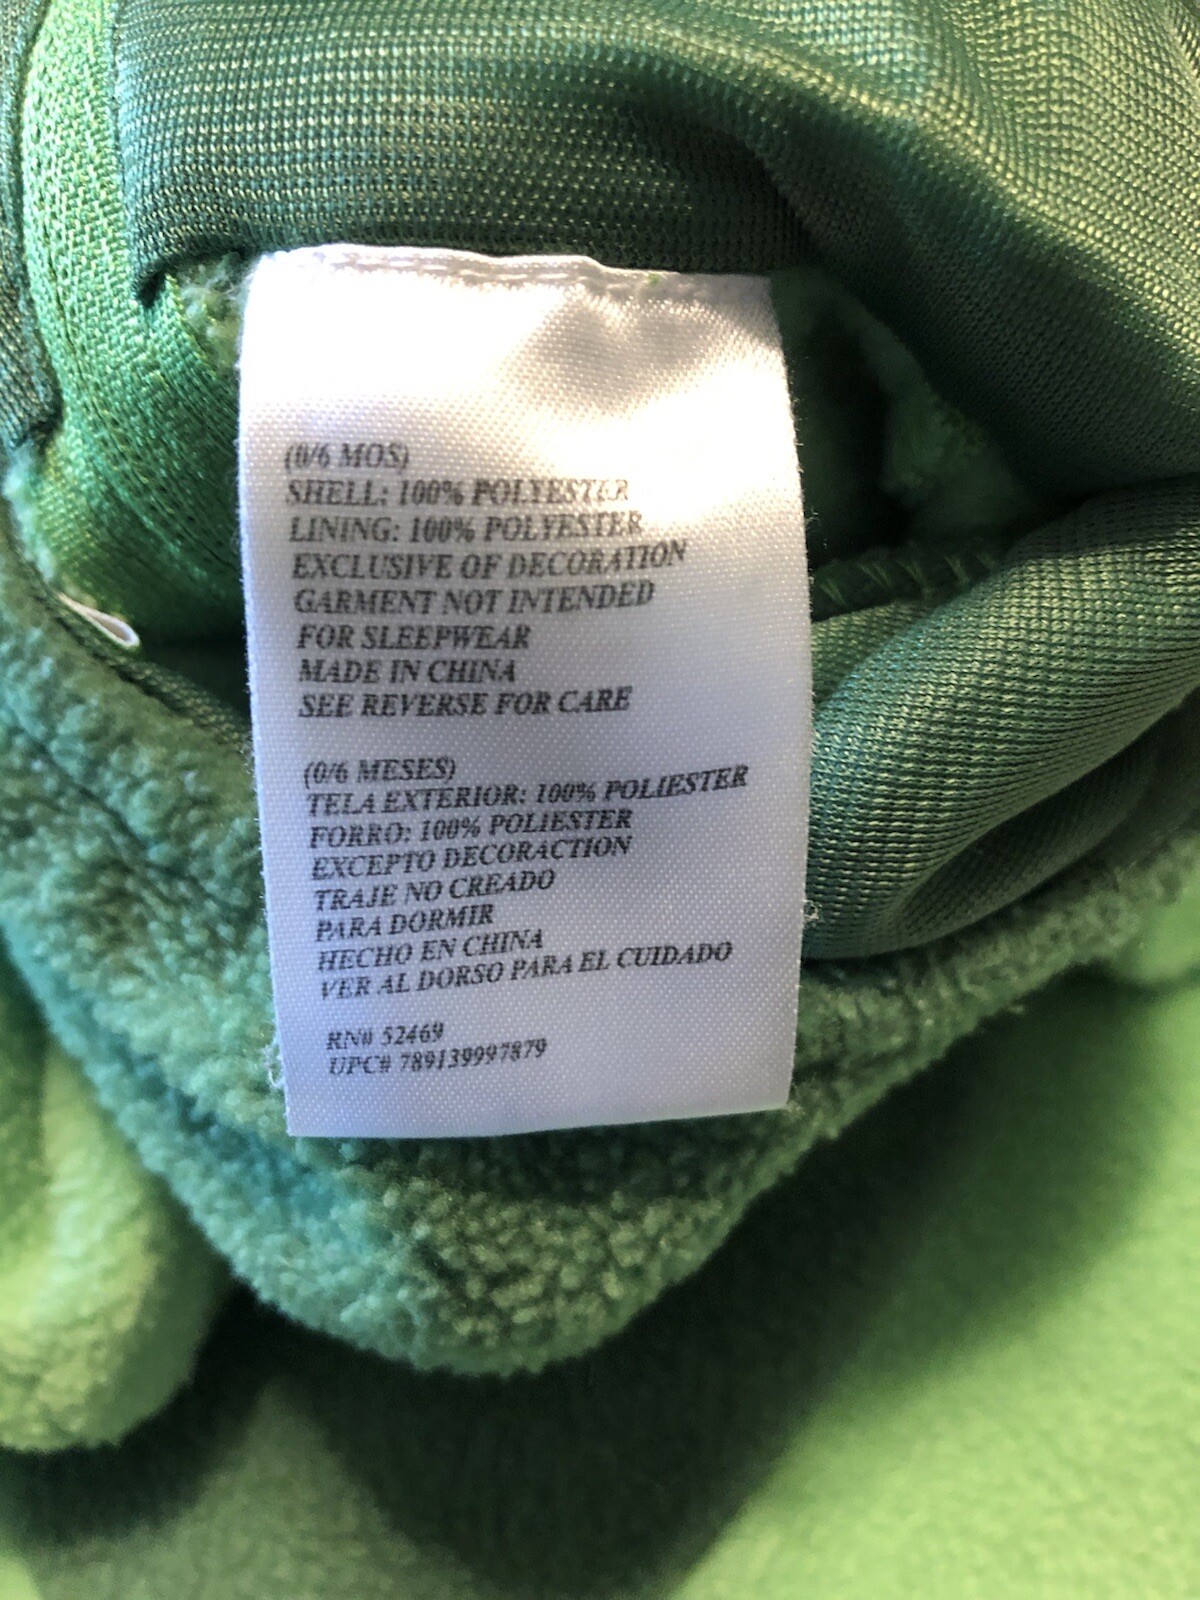 (0/6 MOS)
SHELL: 100% POLYESTER
LINING: 100% POLYESTER
EXCLUSIVE OF DECORATION
GARMENT NOT INTENDED
FOR SLEEPWEAR
MADE IN CHINA
SEE REVERSE FOR CARE
(0/6 MESES)
TELA EXTERIOR: 100% POLIESTER
FORRO: 100% POLIESTER
EXCEPTO DECORACTION
TRAJE NO CREADO
PARA DORMIR
HECHO EN CHINA
VER AL DORSO PARA EL CUIDADO
RN# 52469
UPC# 789139997879